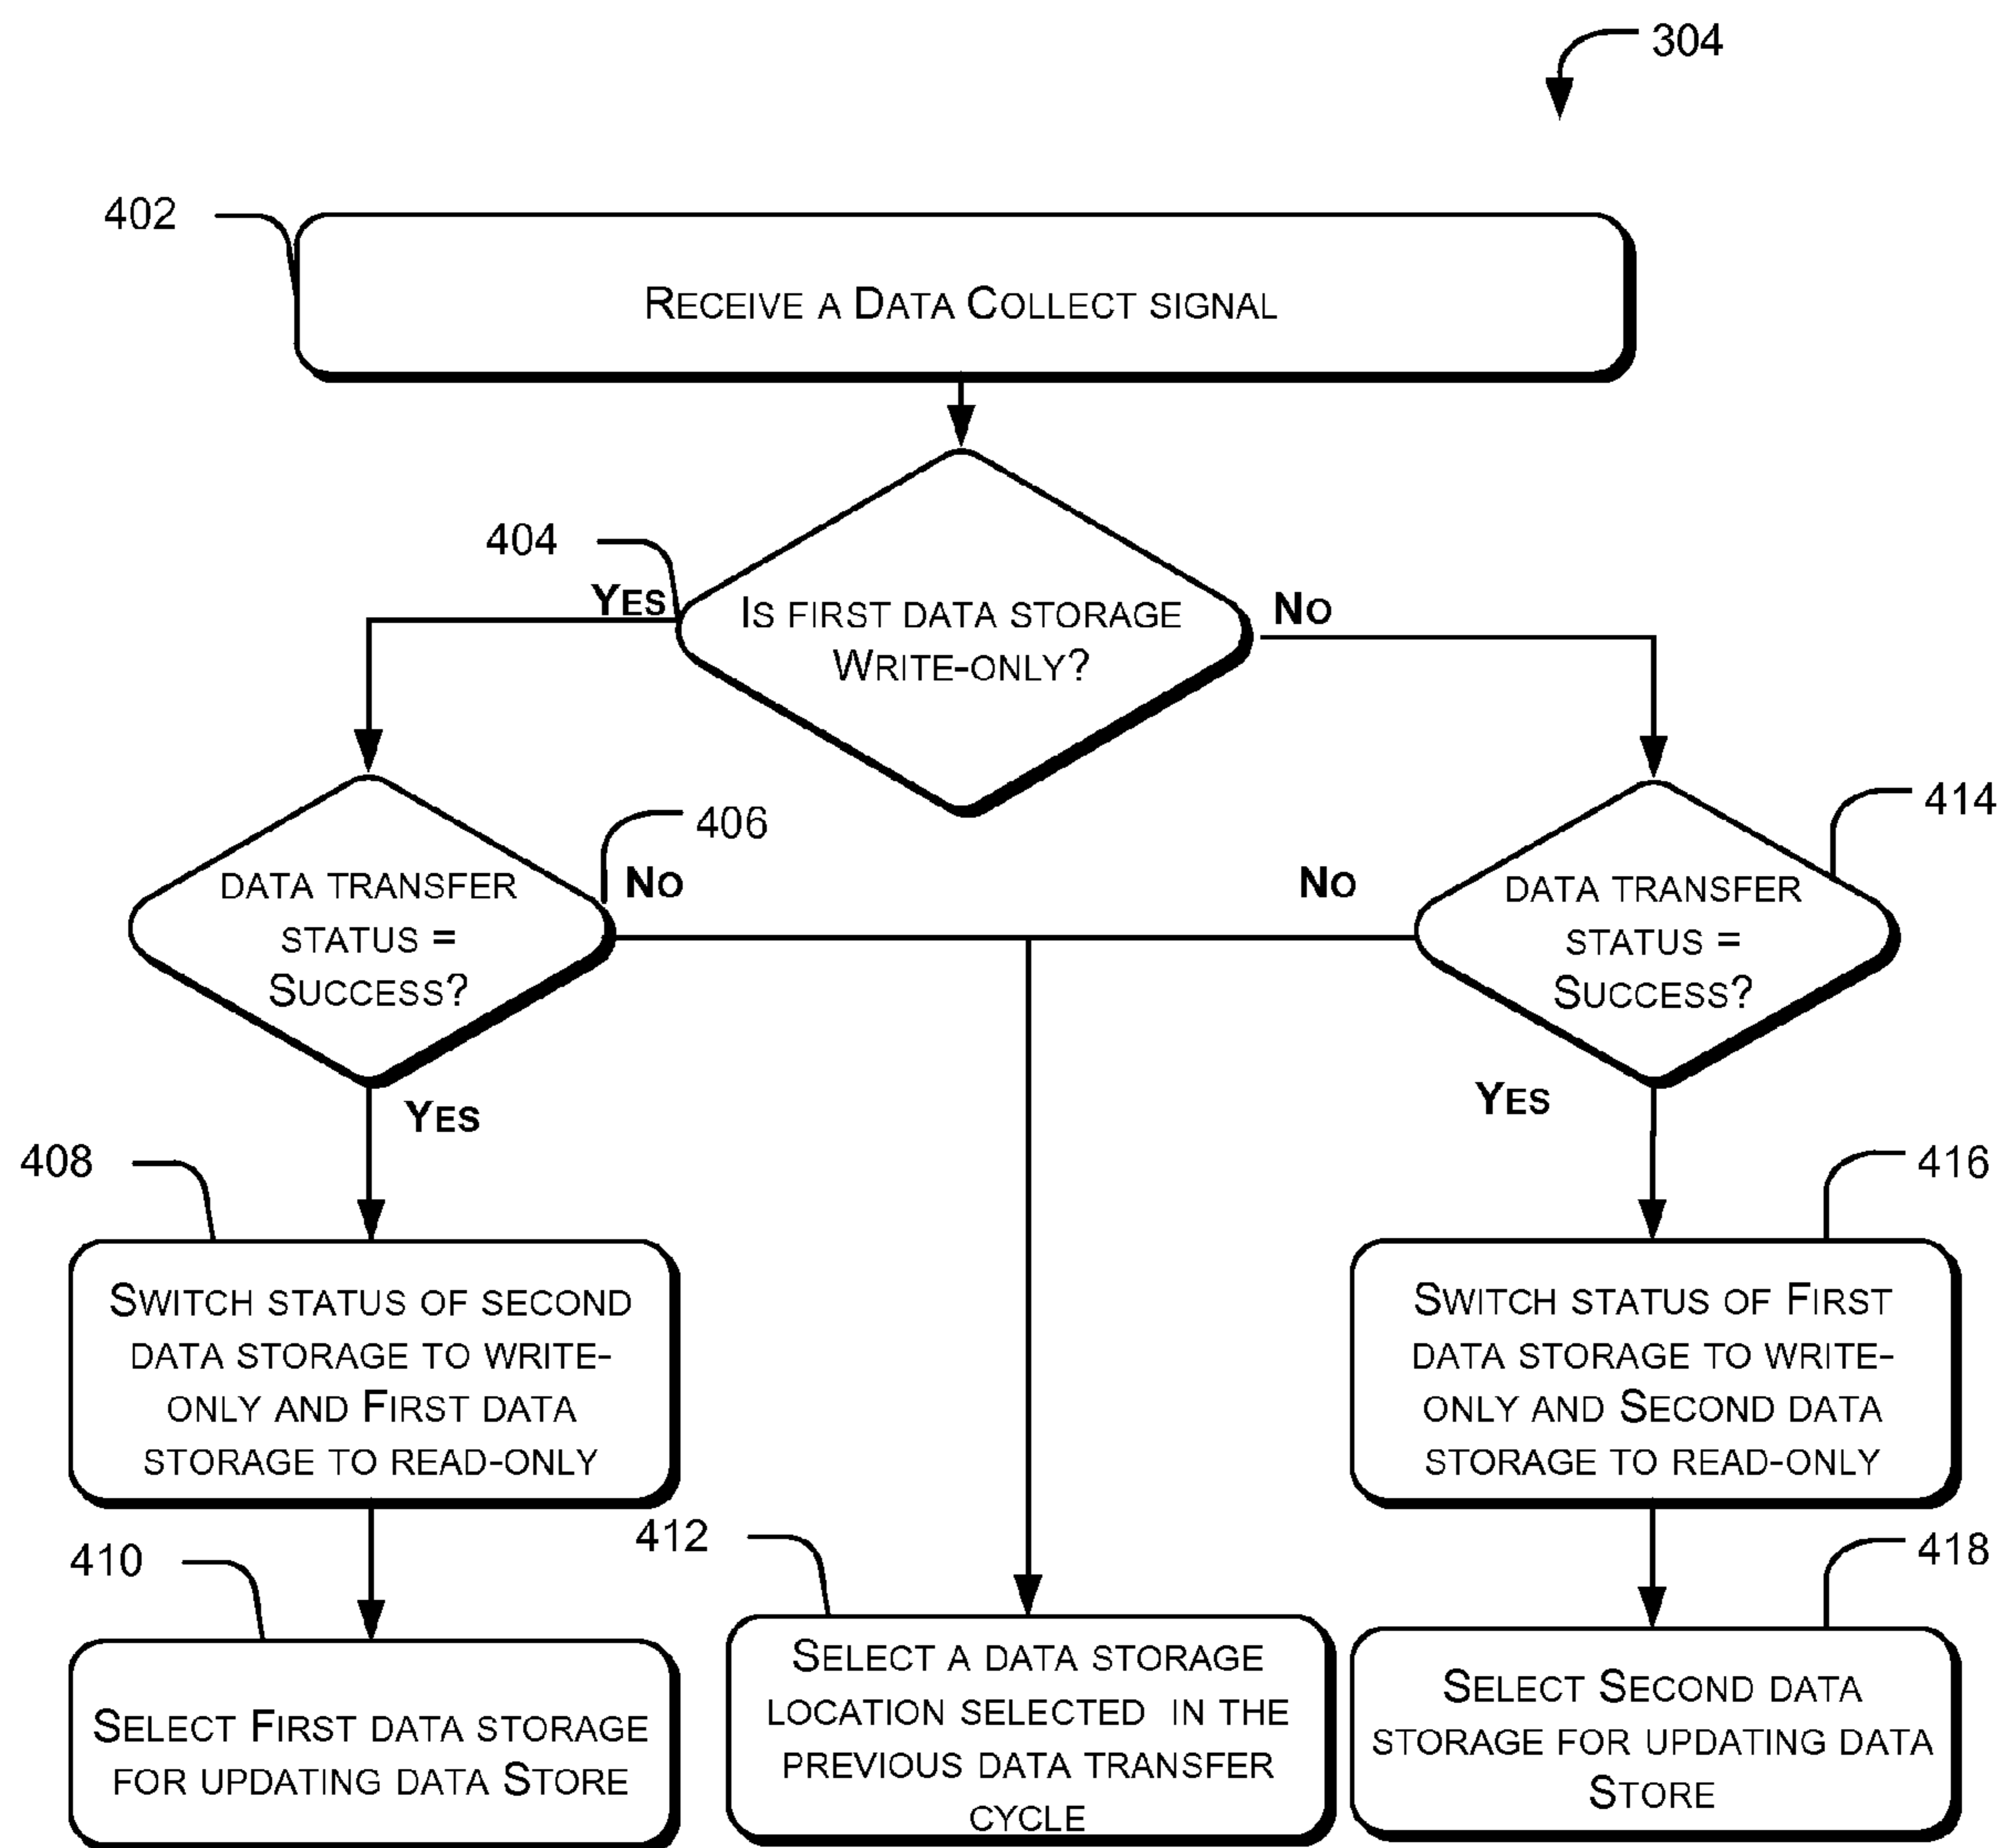 304
402
Receive a Data Collect signal
404
Yes
Is first data storage
Write-only?
No
406
414
data transfer
status =
Success?
No
No
data transfer
status =
Success?
Yes
Yes
408
416
Switch status of second
data storage to write-
only and First data
storage to read-only
Switch status of First
data storage to write-
only and Second data
storage to read-only
410
412
418
Select First data storage
for updating data Store
Select a data storage
location selected in the
previous data transfer
cycle
Select Second data
storage for updating data
Store